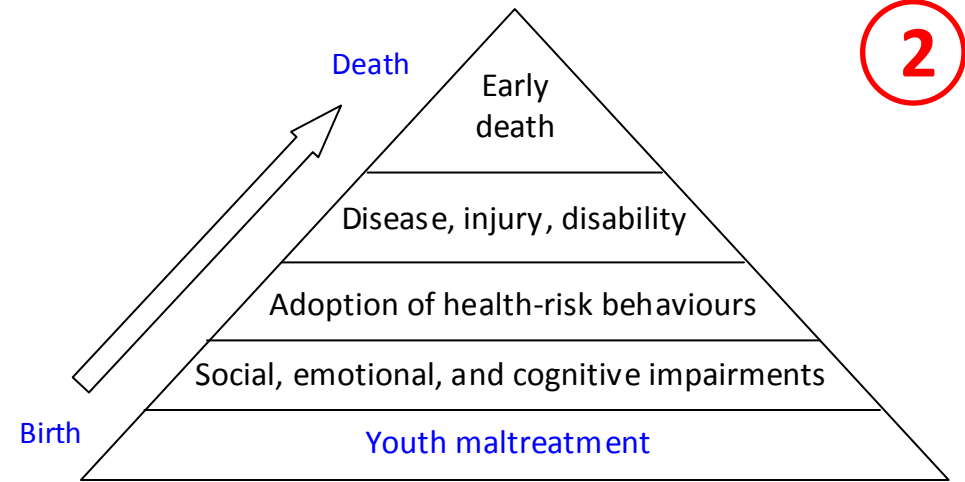 2
Death
Early
death
Disease, injury, disability
Adoption of health-risk behaviours
Social, emotional, and cognitive impairments
Birth
Youth maltreatment